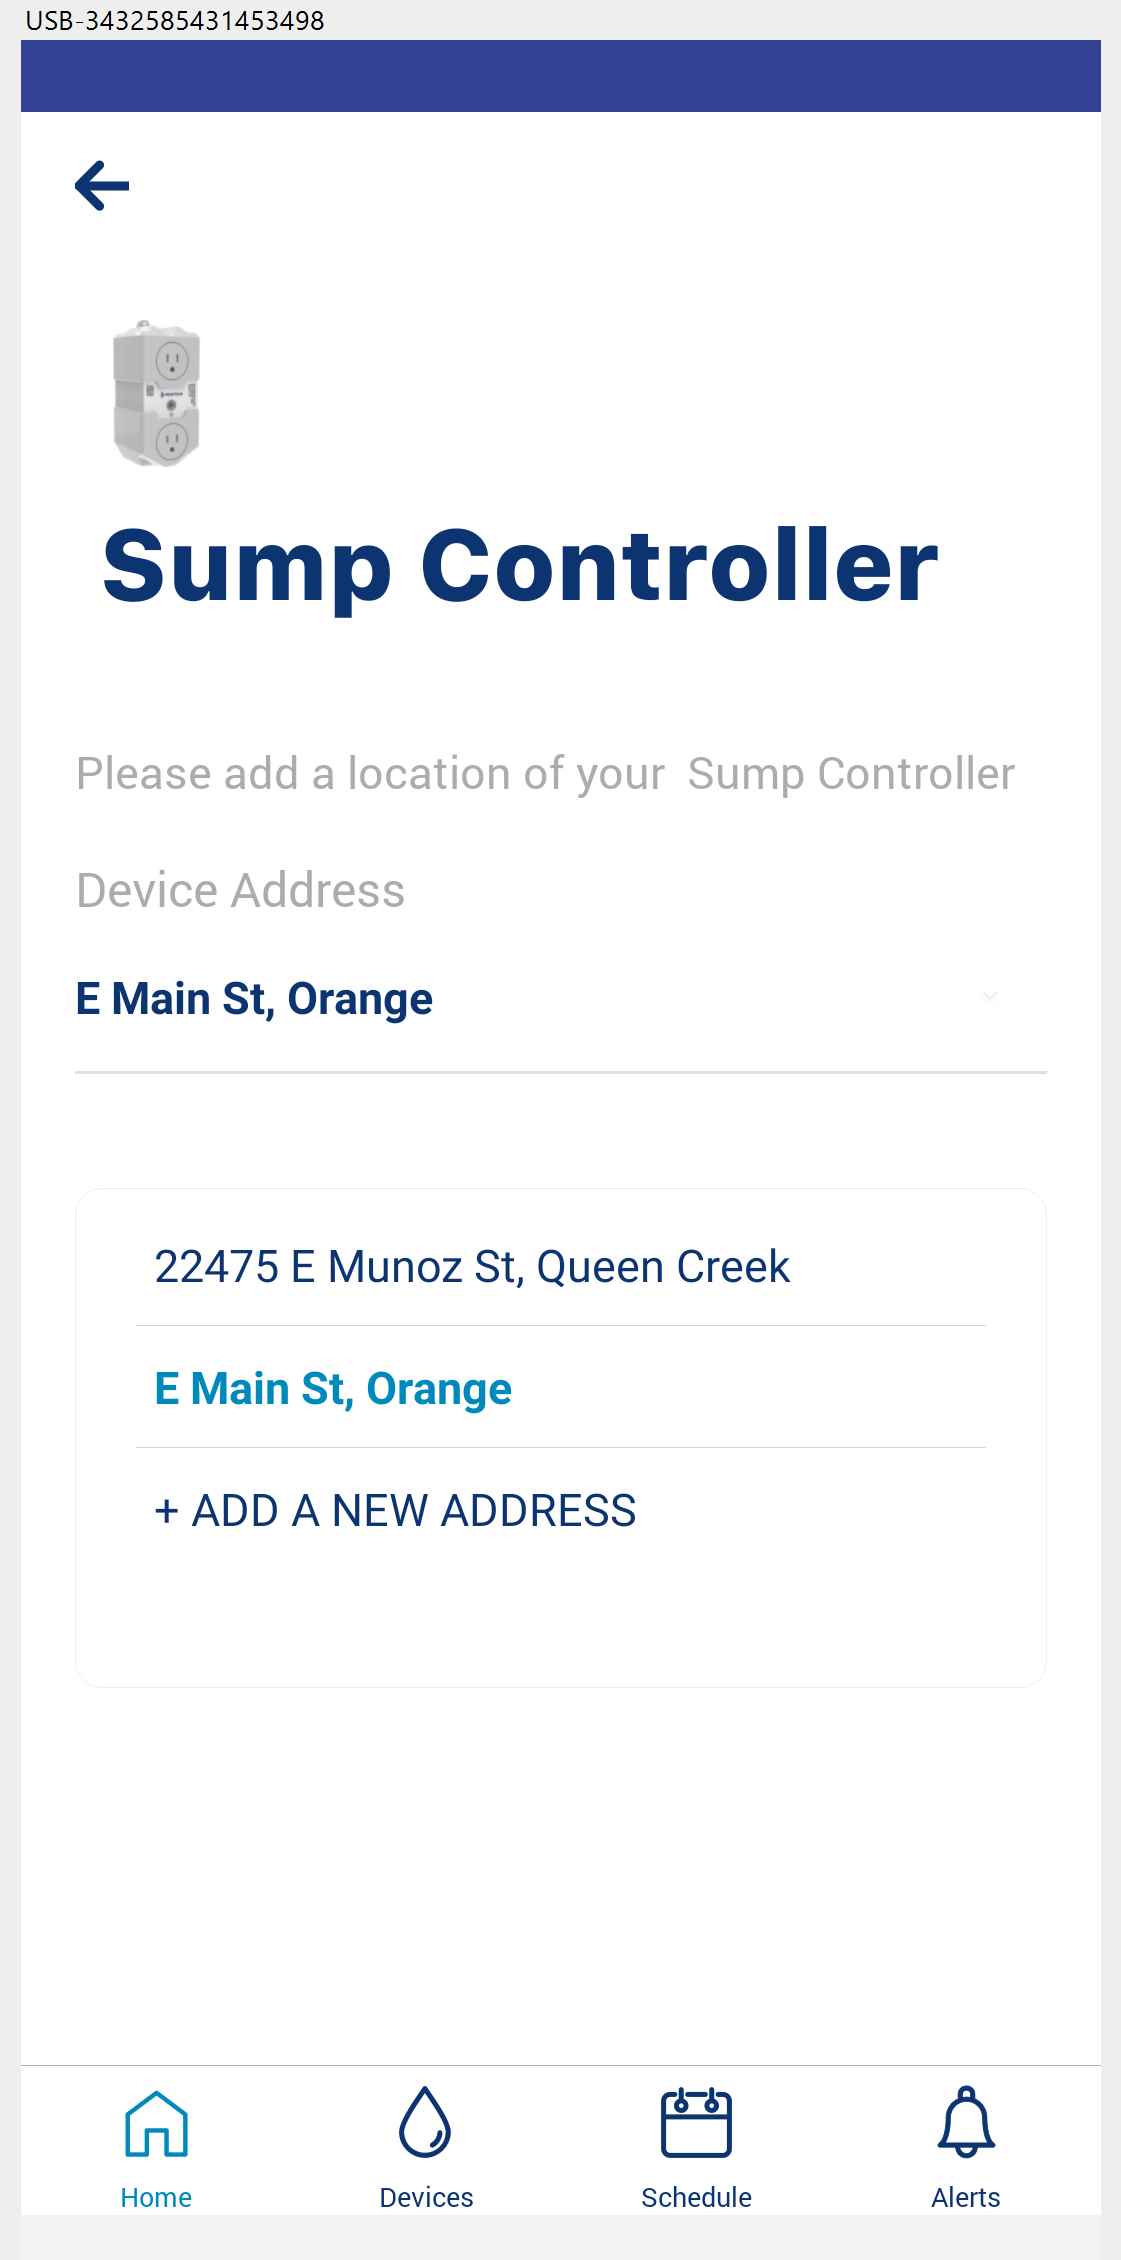 USB-3432585431453498
Sump Controller
Please add a location of your  Sump Controller
Device Address
E Main St, Orange
22475 E Munoz St, Queen Creek
E Main St, Orange
+ ADD A NEW ADDRESS
Home Devices Schedule Alerts